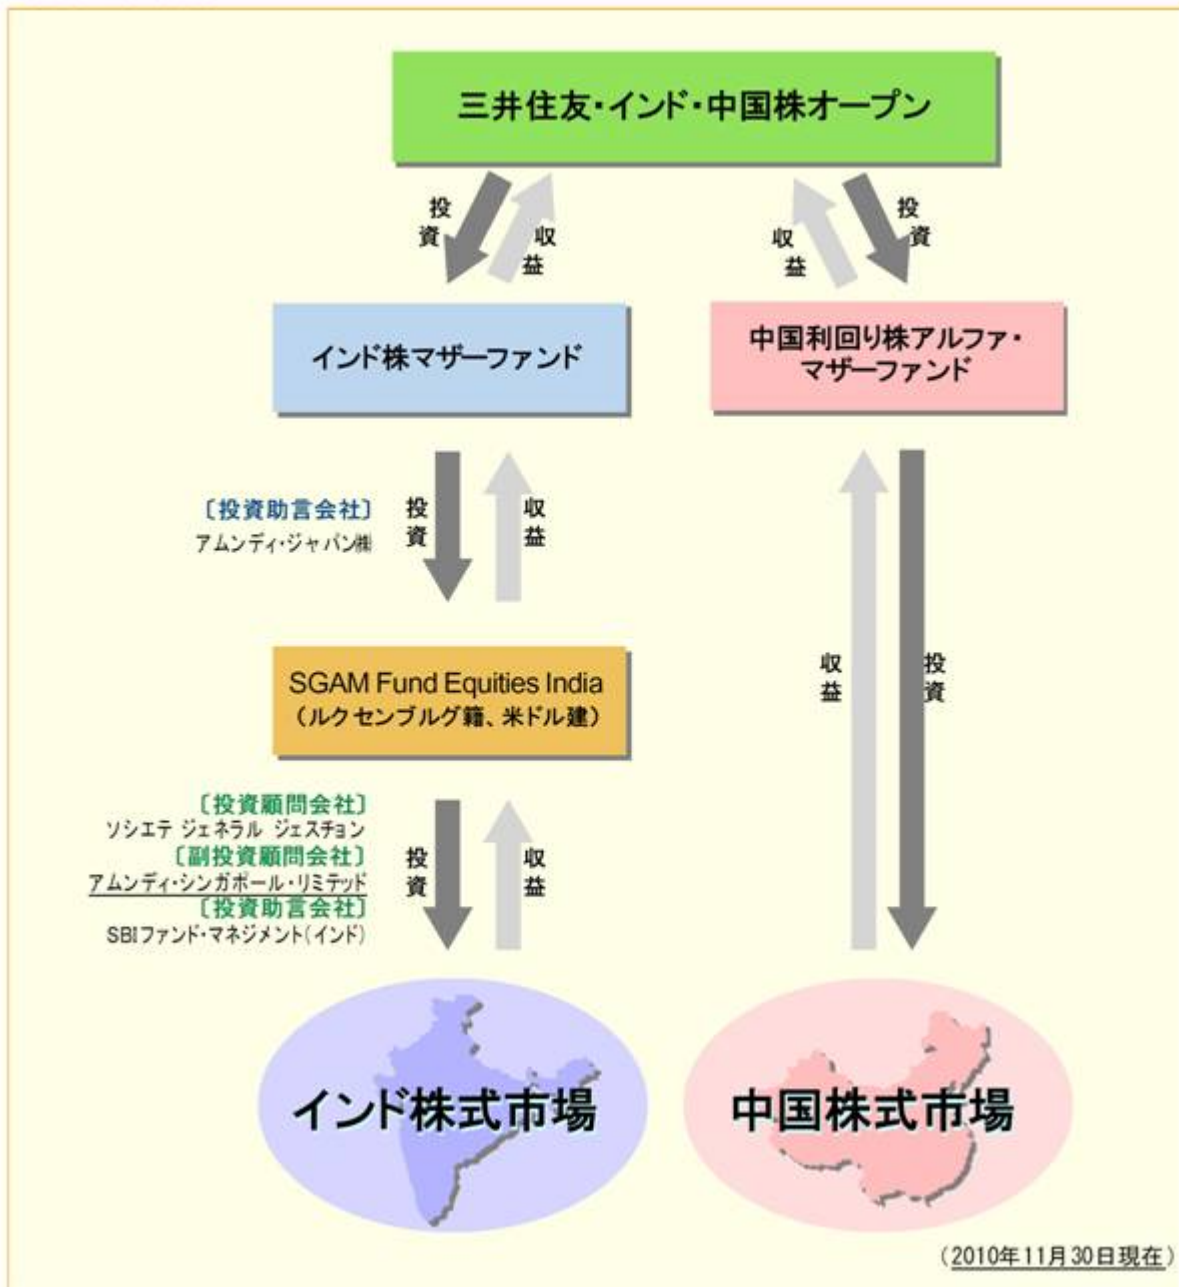 三井住友・インド・中国株オープン
投資
収益
収益
投資
インド株マザーファンド
中国利回り株アルファ・
マザーファンド
〔投資助言会社〕
アムンディ・ジャパン㈱
投資
収益
SGAM Fund Equities India
（ルクセンブルグ籍、米ドル建）
収益
投資
〔投資顧問会社〕
ソシエテ ジェネラル ジェスチョン
〔副投資顧問会社〕
アムンディ・シンガポール・リミテッド
〔投資助言会社〕
SBIファンド・マネジメント(インド)
投資
収益
インド株式市場
中国株式市場
（2010年11月30日現在）